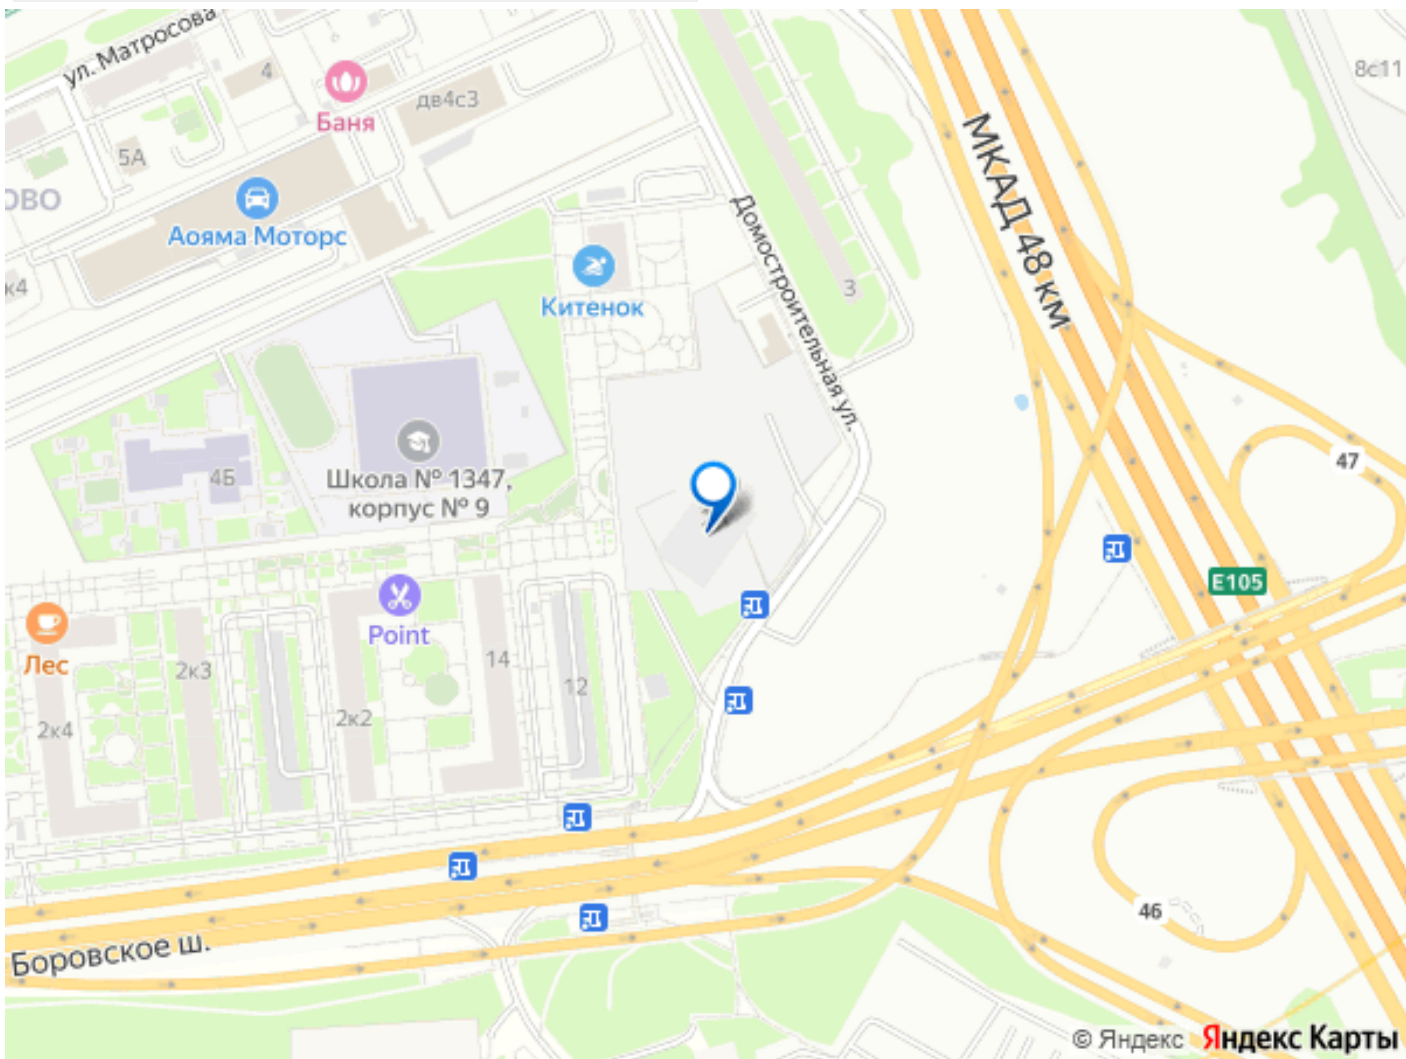 ул. Матросова
4
Баня
дв4с3
8с11
5А
ОВО
Аояма Моторс
МКАД 48 км
Домостроительная ул.
к4
Китенок
3
4Б
Школа № 1347,
корпус № 9
47
E105
Point
Лес
2к3
14
12
2к4
2к2
46
Боровское ш.
© Яндекс Яндекс Карты